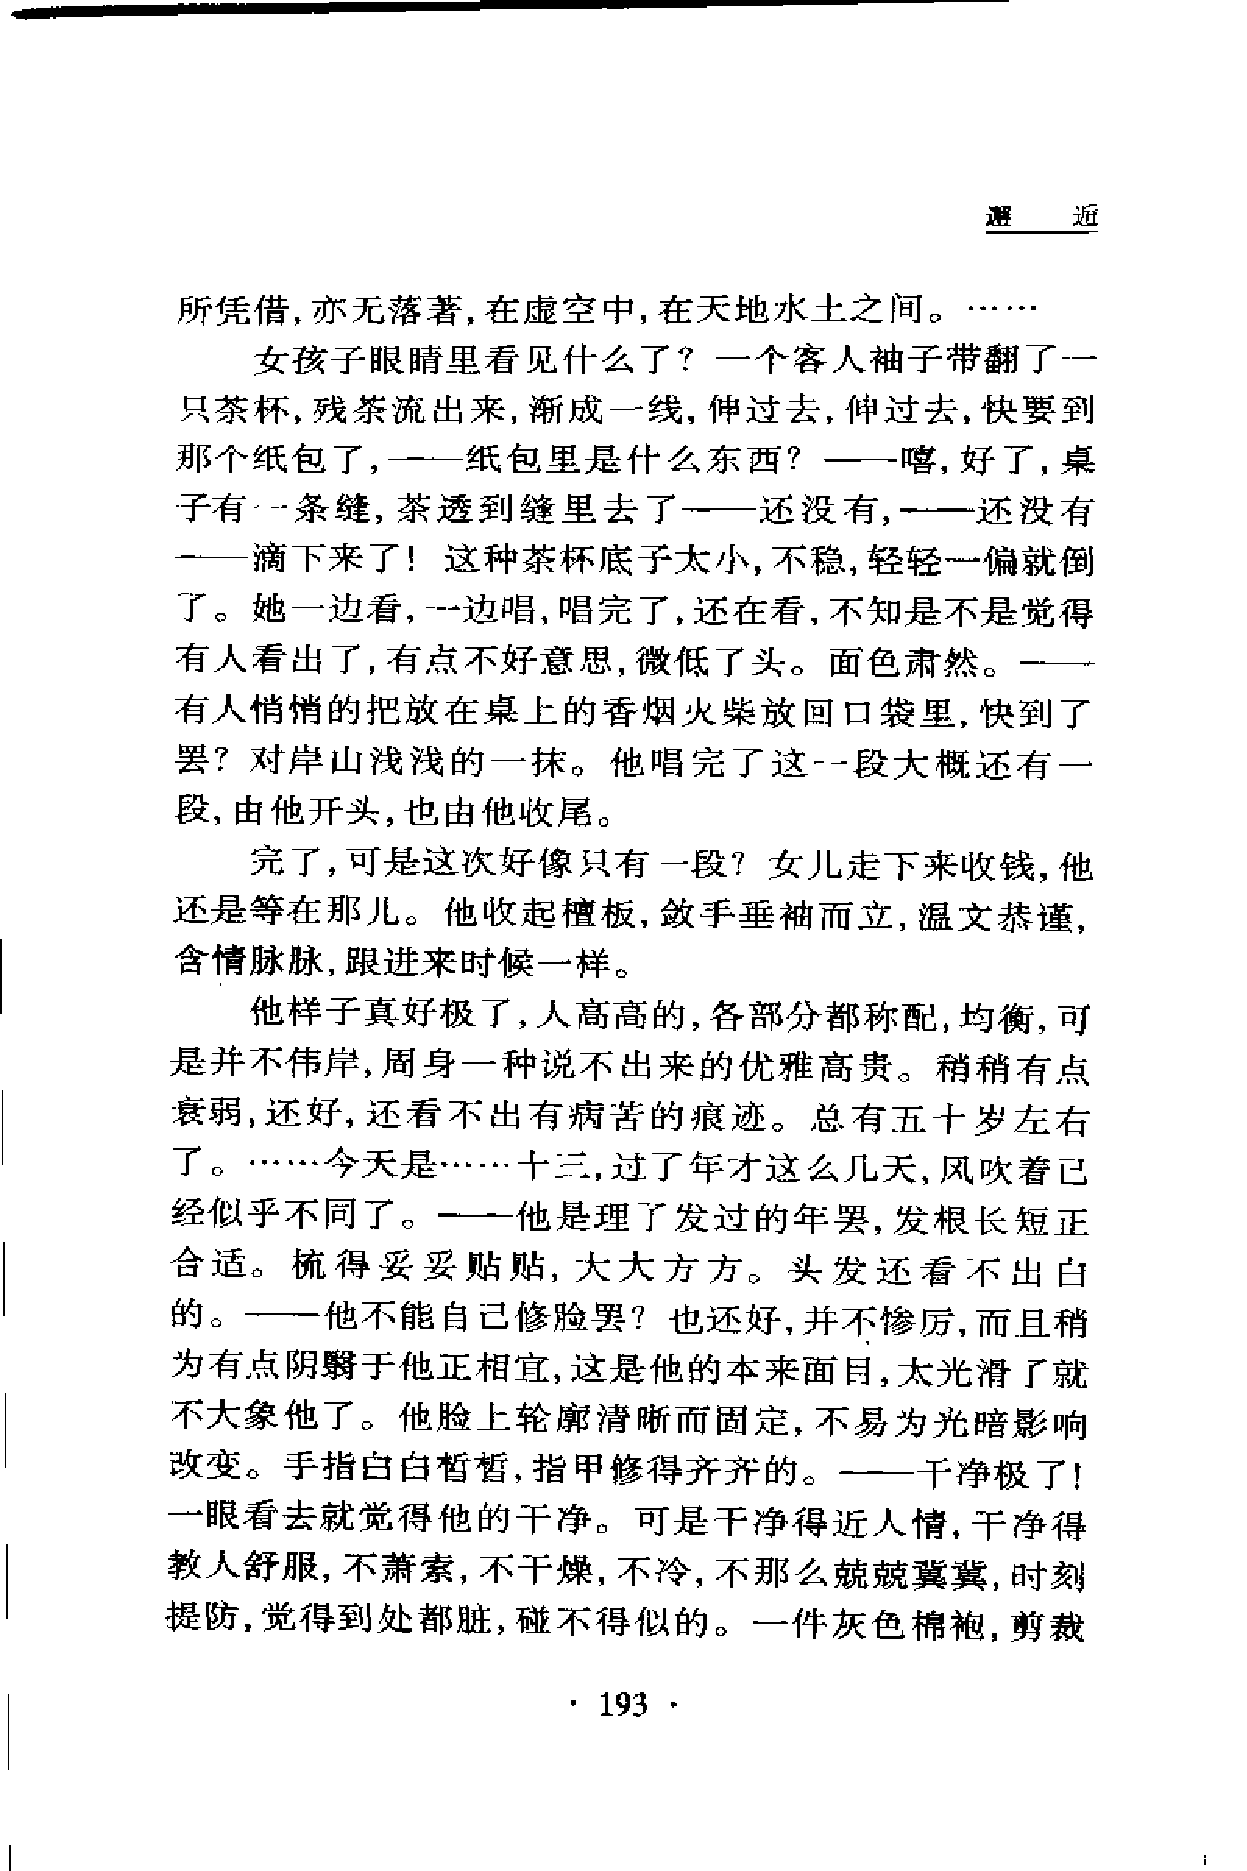 邂　逅
所凭借,亦无落著,在虚空中,在天地水土之间。……
女孩子眼睛里看见什么了？一个客人袖子带翻了一
只茶杯,残茶流出来,渐成一线,伸过去,伸过去,快要到
那个纸包了,——纸包里是什么东西？——嘻,好了,桌
子有一条缝,茶透到缝里去了——还没有,——还没有
——滴下来了！这种茶杯底子太小,不稳,轻轻一偏就倒
了。她一边看,一边唱,唱完了,还在看,不知是不是觉得
有人看出了,有点不好意思,微低了头。面色肃然。——
有人悄悄的把放在桌上的香烟火柴放回口袋里,快到了
罢？对岸山浅浅的一抹。他唱完了这一段大概还有一
段,由他开头,也由他收尾。
完了,可是这次好像只有一段？女儿走下来收钱,他
还是等在那儿。他收起檀板,敛手垂袖而立,温文恭谨,
含情脉脉,跟进来时候一样。
他样子真好极了,人高高的,各部分都称配,均衡,可
是并不伟岸,周身一种说不出来的优雅高贵。稍稍有点
衰弱,还好,还看不出有病苦的痕迹。总有五十岁左右
了。……今天是……十三,过了年才这么几天,风吹着已
经似乎不同了。——他是理了发过的年罢,发根长短正
合适。梳得妥妥贴贴,大大方方。头发还看不出白
的。——他不能自己修脸罢？也还好,并不惨厉,而且稍
为有点阴翳于他正相宜,这是他的本来面目,太光滑了就
不大象他了。他脸上轮廓清晰而固定,不易为光暗影响
改变。手指白白皙皙,指甲修得齐齐的。——干净极了！
一眼看去就觉得他的干净。可是干净得近人情,干净得
教人舒服,不萧索,不干燥,不冷,不那么兢兢冀冀,时刻
提防,觉得到处都脏,碰不得似的。一件灰色棉袍,剪裁
· 193 ·